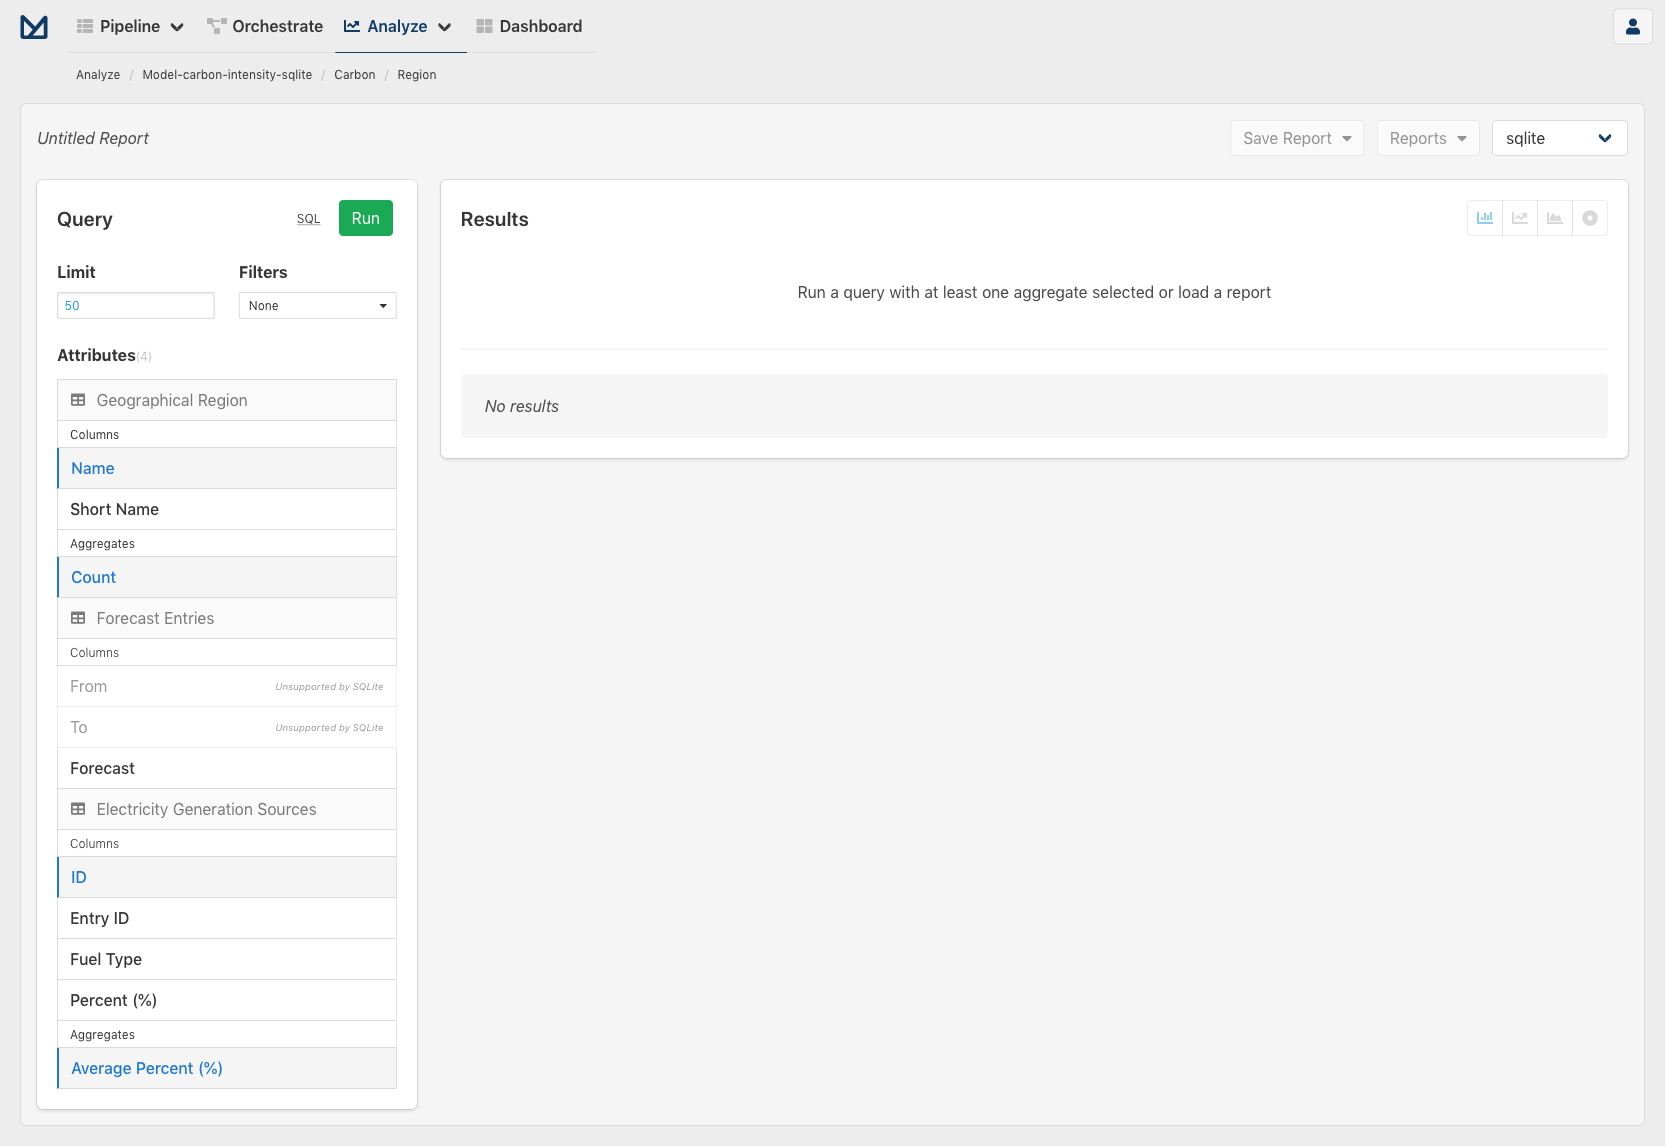 Pipeline Orchestrate Analyze Dashboard
Analyze / Model-carbon-intensity-sqlite / Carbon / Region
Untitled Report
Save Report Reports sqlite
Query SQL Run
Limit Filters
50 None
Attributes(4)
Geographical Region
Columns
Name
Short Name
Aggregates
Count
Forecast Entries
Columns
From Unsupported by SQLite
To Unsupported by SQLite
Forecast
Electricity Generation Sources
Columns
ID
Entry ID
Fuel Type
Percent (%)
Aggregates
Average Percent (%)
Results
Run a query with at least one aggregate selected or load a report
No results